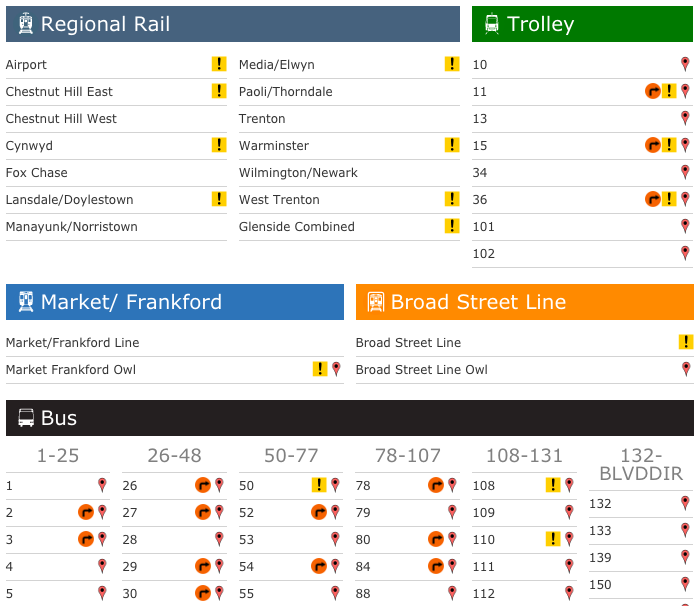 Regional Rail
Trolley
Airport
Media/Elwyn
10
Chestnut Hill East
Paoli/Thorndale
11
Chestnut Hill West
Trenton
13
Cynwyd
Warminster
15
Fox Chase
Wilmington/Newark
34
Lansdale/Doylestown
West Trenton
36
Manayunk/Norristown
Glenside Combined
101
102
Market/ Frankford
Broad Street Line
Market/Frankford Line
Broad Street Line
Market Frankford Owl
Broad Street Line Owl
Bus
1-25
26-48
50-77
78-107
108-131
132-
BLVDDIR
1
26
50
78
108
132
2
27
52
79
109
133
3
28
53
80
110
139
4
29
54
84
111
150
5
30
55
88
112